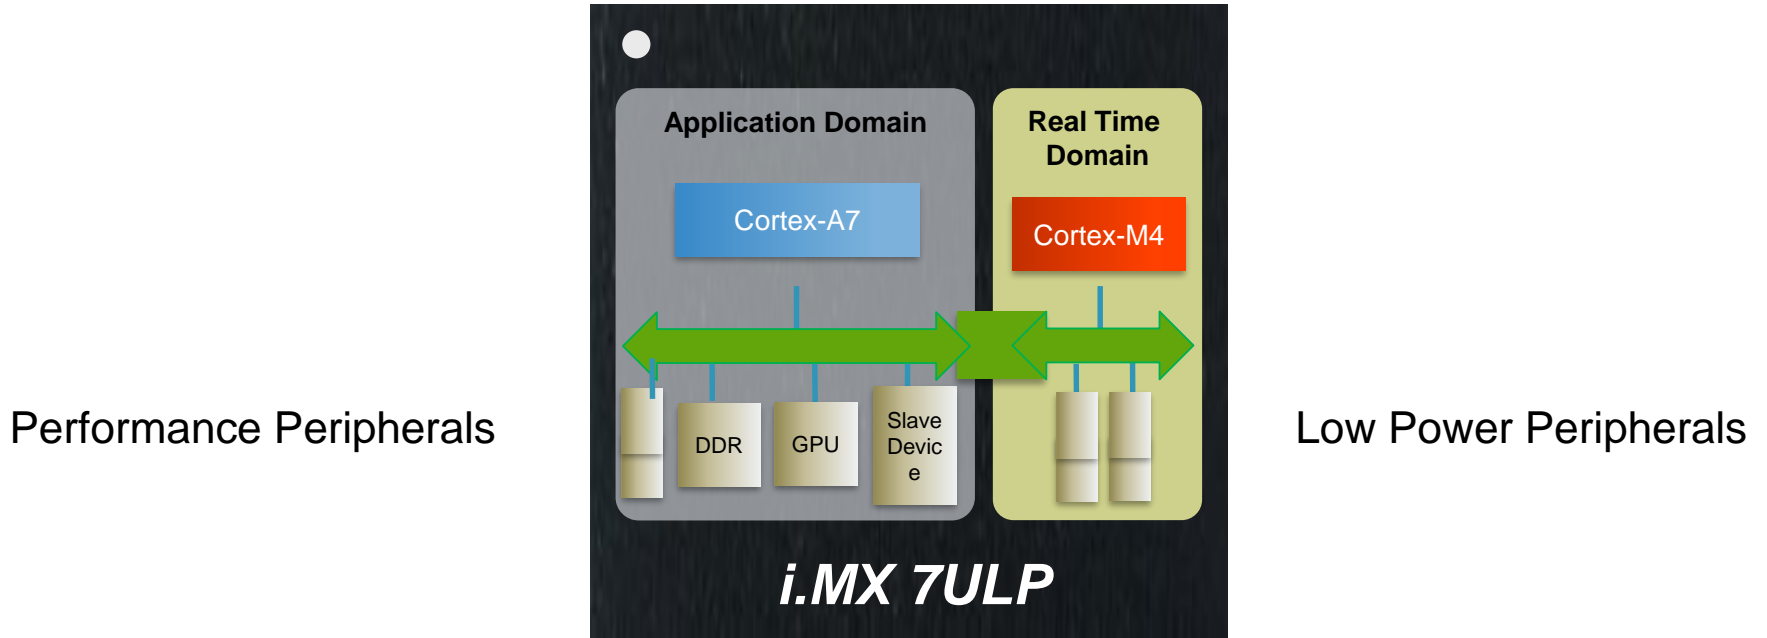 Application Domain
Real Time
Domain
Cortex-A7
Cortex-M4
Performance Peripherals
DDR
GPU
Slave
Devic
e
Low Power Peripherals
i.MX 7ULP